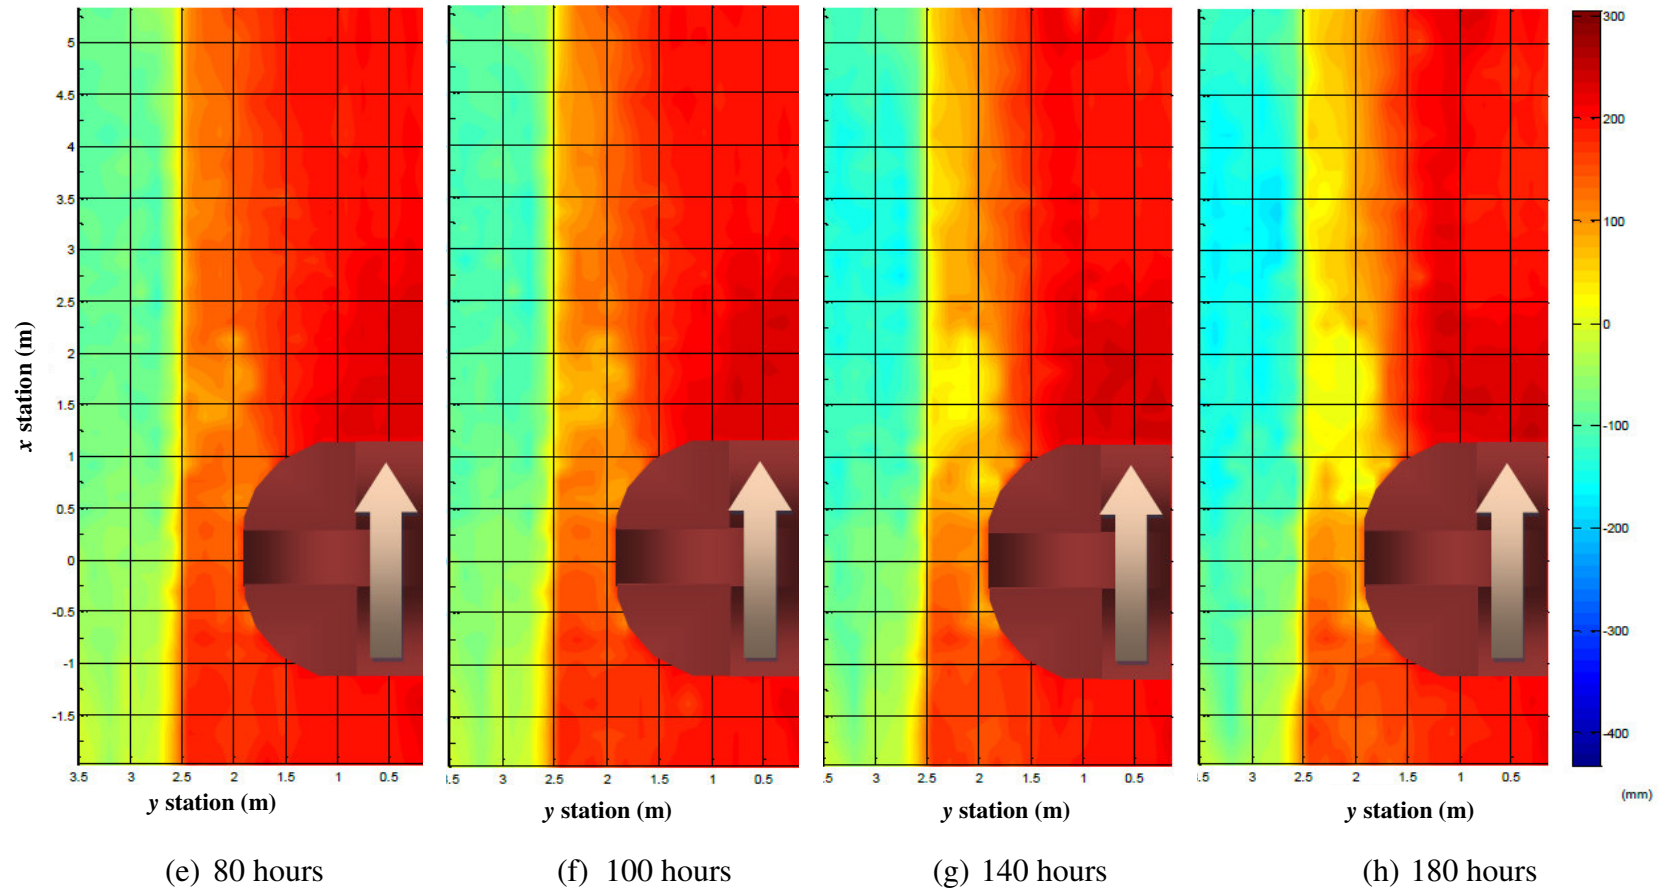 5
4.5
4
3.5
3
2.5
2
1.5
1
0.5
0
-0.5
-1
-1.5
x station (m)
3.5 3 2.5 2 1.5 1 0.5
.5 3 2.5 2 1.5 1 0.5
.5 3 2.5 2 1.5 1 0.5
.5 3 2.5 2 1.5 1 0.5
y station (m)
y station (m)
y station (m)
y station (m)
300
200
100
0
-100
-200
-300
-400
(mm)
(e) 80 hours
(f) 100 hours
(g) 140 hours
(h) 180 hours